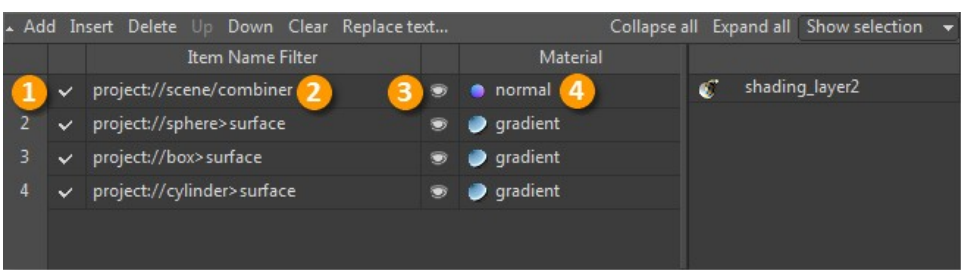 Add Insert Delete Up Down Clear Replace text... Collapse all Expand all Show selection
Item Name Filter Material
1 project://scene/combiner 2 3 normal 4 shading_layer2
2 project://sphere>surface gradient
3 project://box>surface gradient
4 project://cylinder>surface gradient